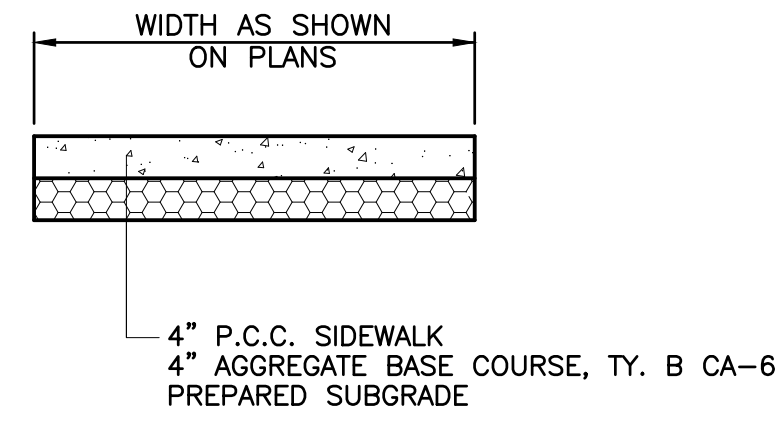 WIDTH AS SHOWN
ON PLANS
4" P.C.C. SIDEWALK
4" AGGREGATE BASE COURSE, TY. B CA-6
PREPARED SUBGRADE